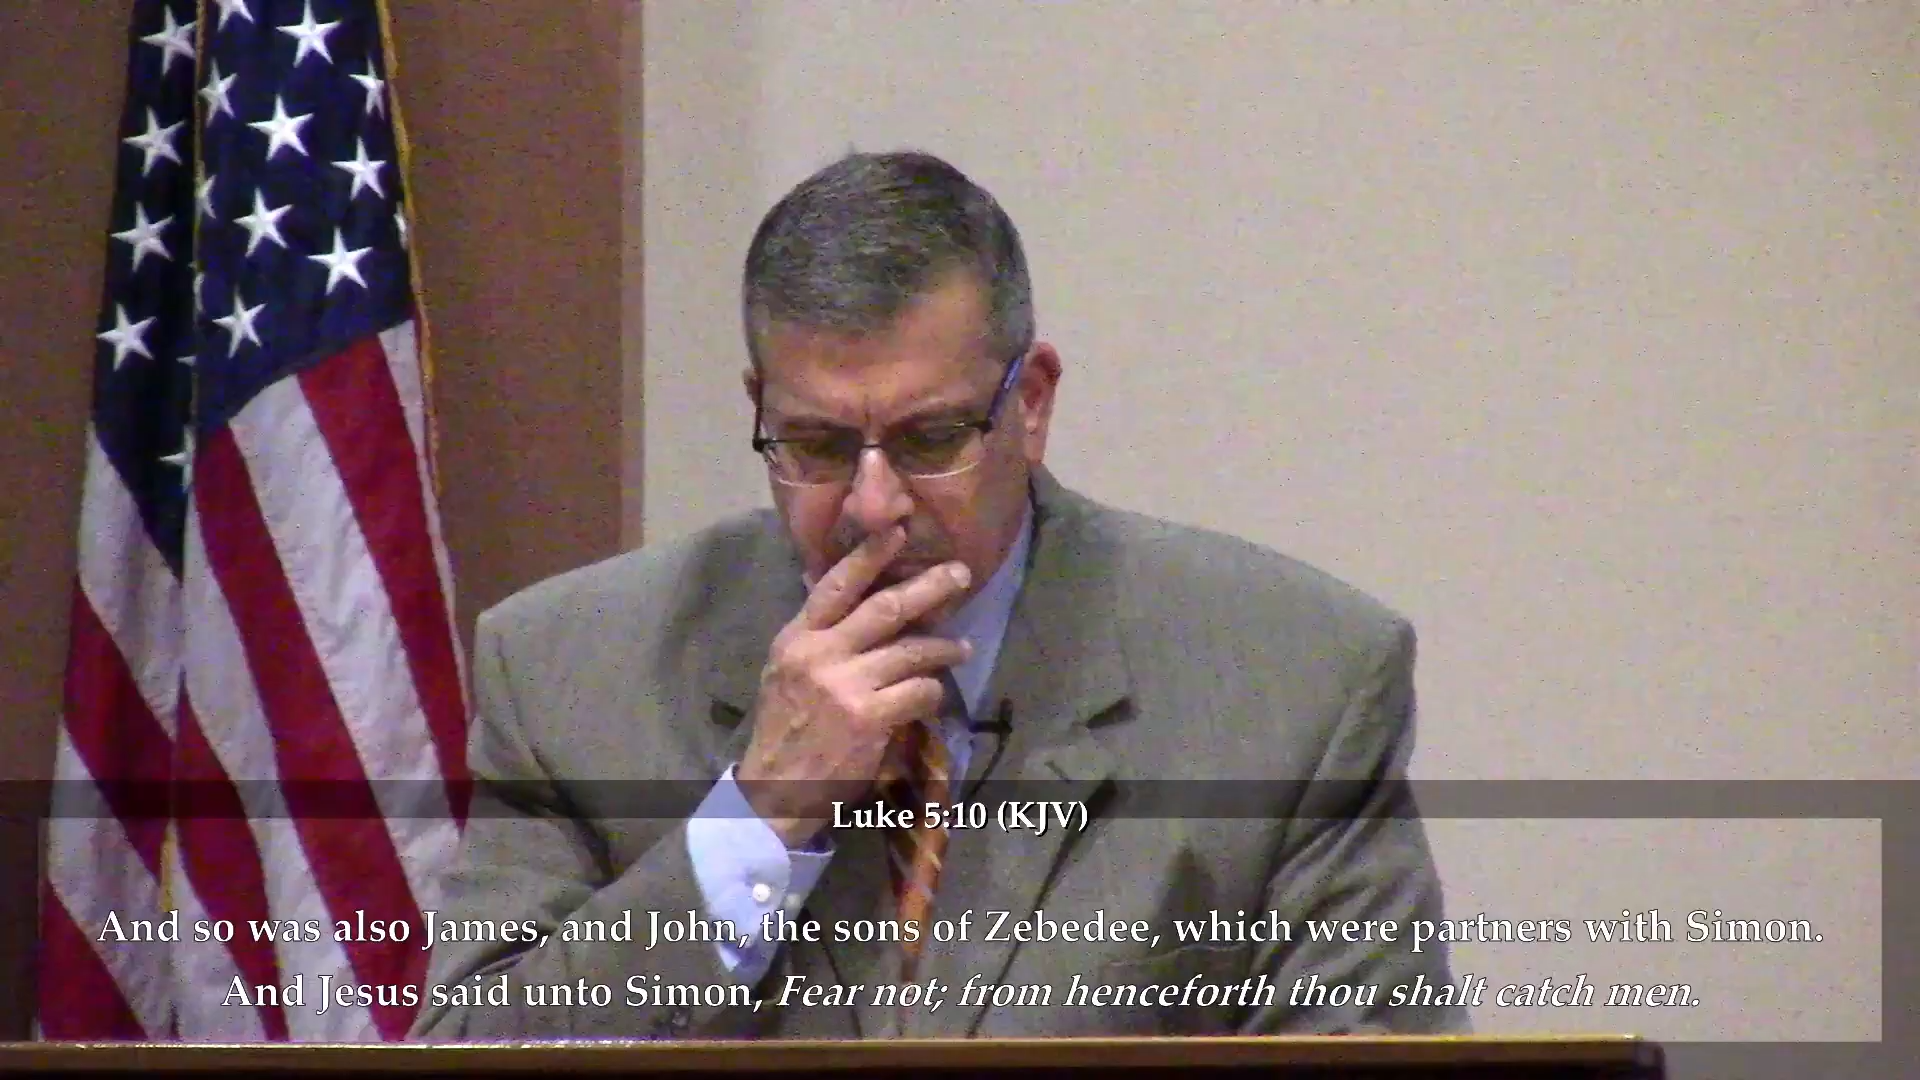 Luke 5:10 (KJV)
And so was also James, and John, the sons of Zebedee, which were partners with Simon.
And Jesus said unto Simon, Fear not; from henceforth thou shalt catch men.